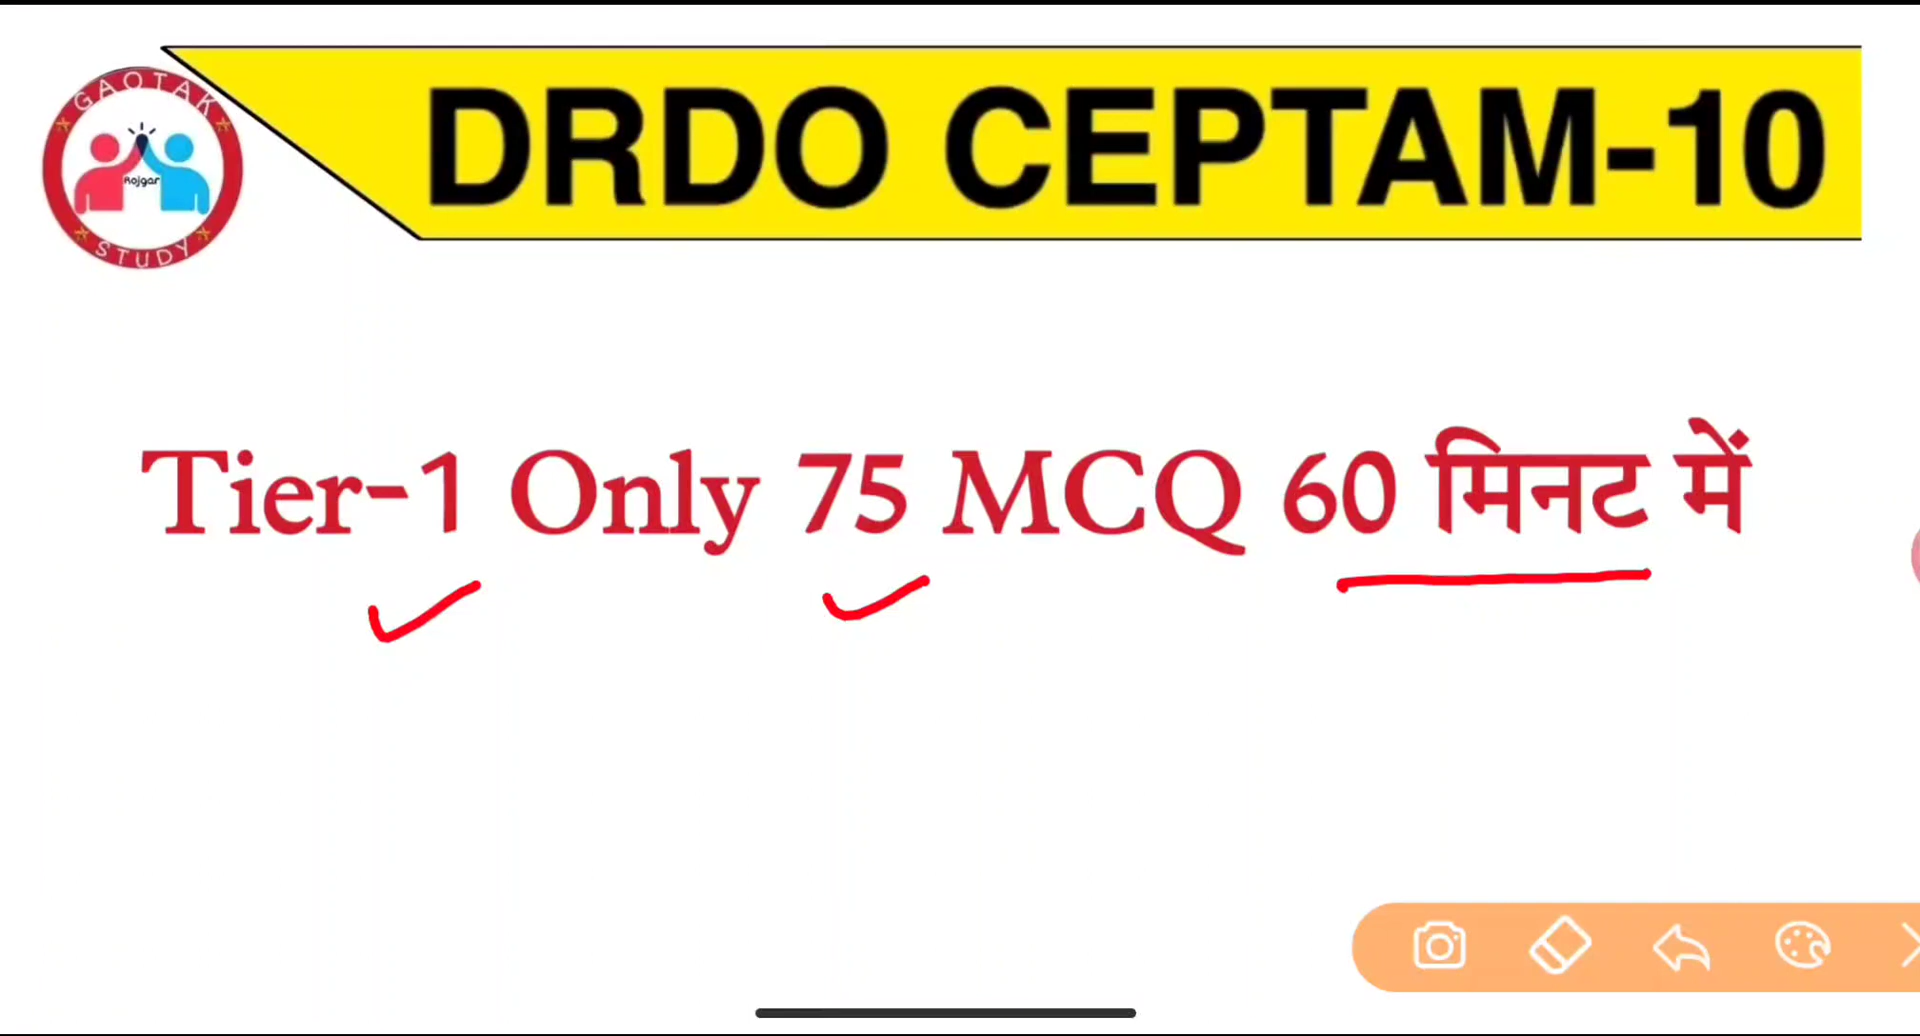 GAOTAK
Rojgar
STUDY
DRDO CEPTAM-10
Tier-1 Only 75 MCQ 60 मिनट में